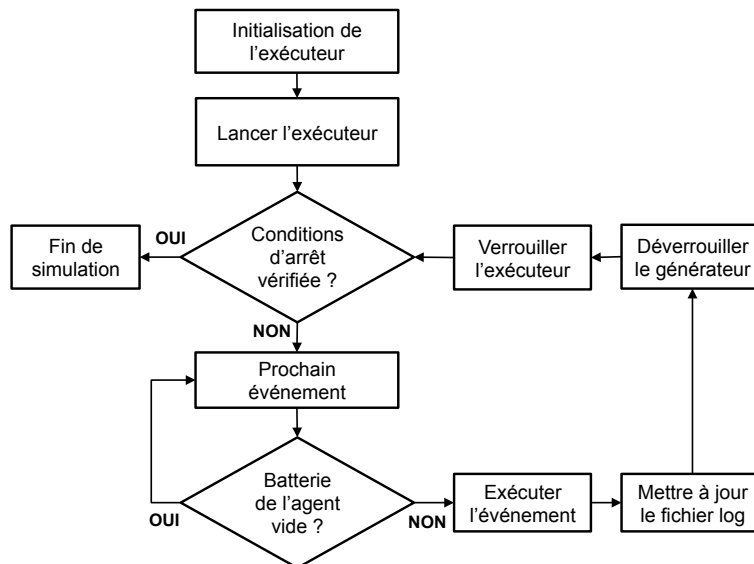 Initialisation de
l'exécuteur
Lancer l'exécuteur
Conditions
d'arrêt
vérifiée ?
OUI
Fin de
simulation
Verrouiller
l'exécuteur
Déverrouiller
le générateur
NON
Prochain
événement
Batterie
de l'agent
vide ?
OUI
NON
Exécuter
l'événement
Mettre à jour
le fichier log